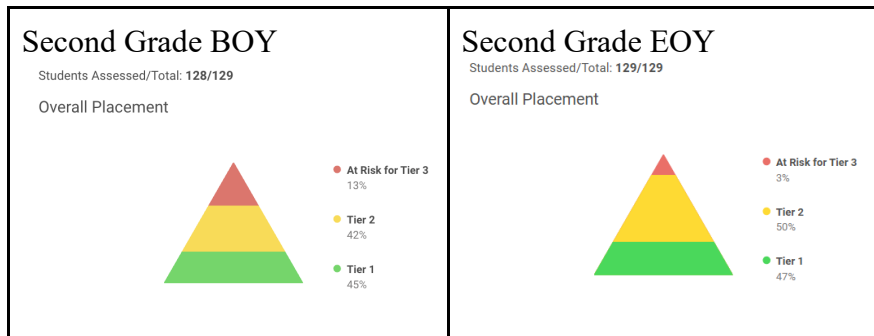 Second Grade BOY
Students Assessed/Total: 128/129
Overall Placement
At Risk for Tier 3
13%
Tier 2
42%
Tier 1
45%
Second Grade EOY
Students Assessed/Total: 129/129
Overall Placement
At Risk for Tier 3
3%
Tier 2
50%
Tier 1
47%